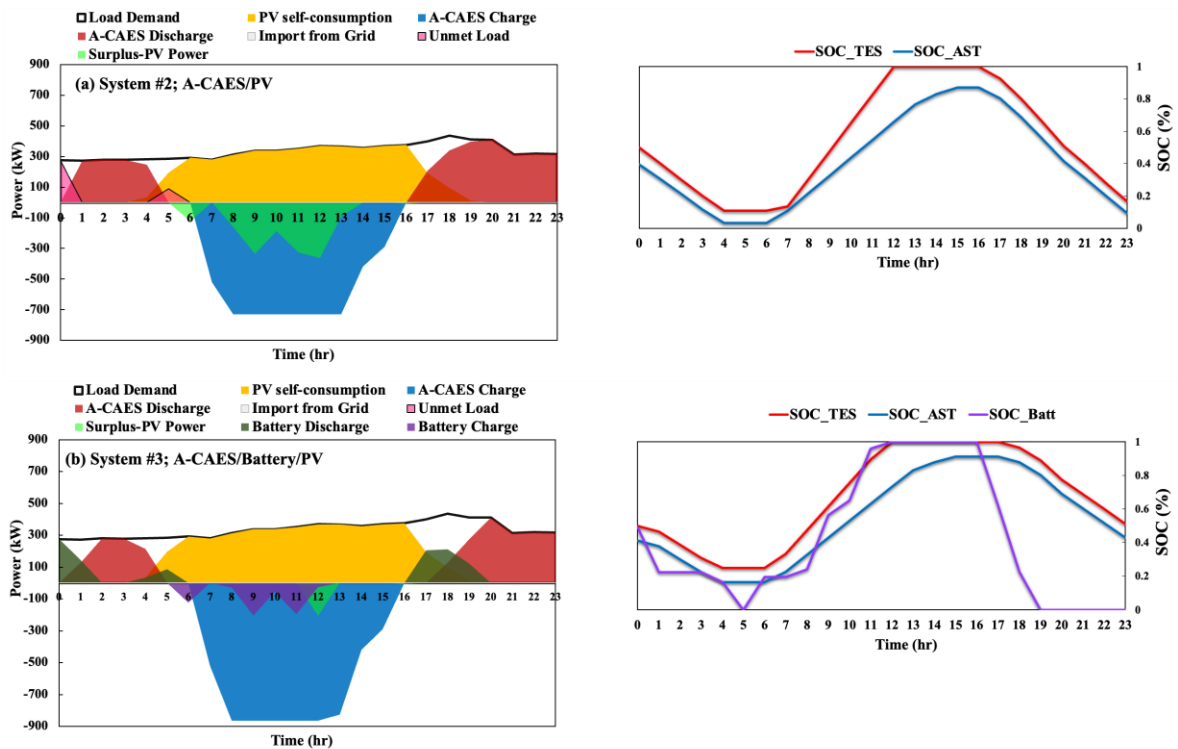 Load Demand PV self-consumption A-CAES Charge
A-CAES Discharge Import from Grid Unmet Load
Surplus-PV Power
900
700
500
300
100
-100
-300
-500
-700
-900
Power (kW)
(a) System #2; A-CAES/PV
0 1 2 3 4 5 6 7 8 9 10 11 12 13 14 15 16 17 18 19 20 21 22 23
Time (hr)
SOC_TES SOC_AST
1
0.8
0.6
0.4
0.2
0
SOC (%)
0 1 2 3 4 5 6 7 8 9 10 11 12 13 14 15 16 17 18 19 20 21 22 23
Time (hr)
Load Demand PV self-consumption A-CAES Charge
A-CAES Discharge Import from Grid Unmet Load
Surplus-PV Power Battery Discharge Battery Charge
900
700
500
300
100
-100
-300
-500
-700
-900
Power (kW)
(b) System #3; A-CAES/Battery/PV
0 1 2 3 4 5 6 7 8 9 10 11 12 13 14 15 16 17 18 19 20 21 22 23
Time (hr)
SOC_TES SOC_AST SOC_Batt
1
0.8
0.6
0.4
0.2
0
SOC (%)
0 1 2 3 4 5 6 7 8 9 10 11 12 13 14 15 16 17 18 19 20 21 22 23
Time (hr)